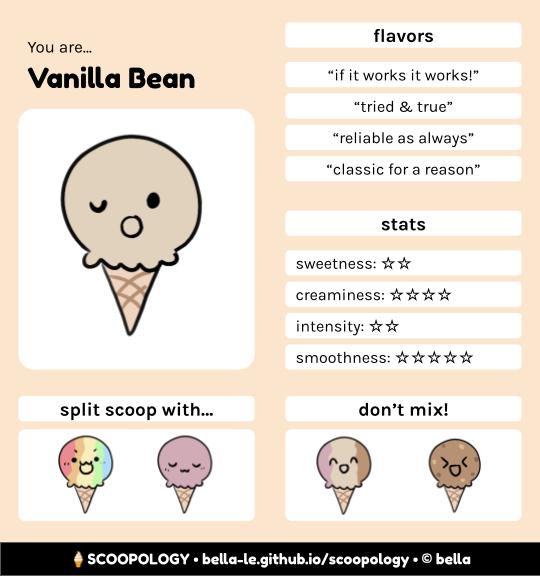 You are...
Vanilla Bean
flavors
“if it works it works!”
“tried & true”
“reliable as always”
“classic for a reason”
stats
sweetness: ☆☆
creaminess: ☆☆☆☆
intensity: ☆☆
smoothness: ☆☆☆☆☆
split scoop with...
don’t mix!
SCOOPOLOGY • bella-le.github.io/scoopology • © bella